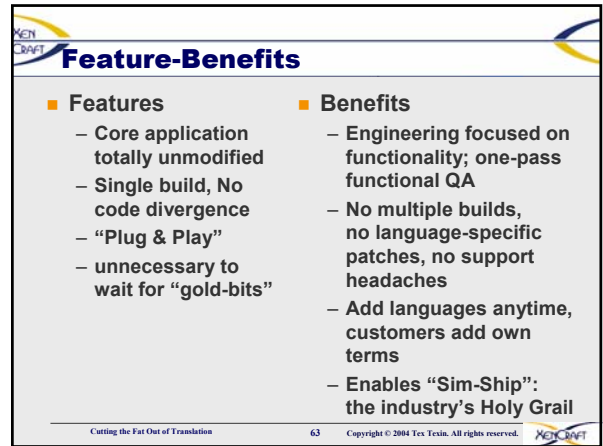 XEN
CRAFT
Feature-Benefits
■ Features
– Core application
totally unmodified
– Single build, No
code divergence
– “Plug & Play”
– unnecessary to
wait for “gold-bits”
■ Benefits
– Engineering focused on
functionality; one-pass
functional QA
– No multiple builds,
no language-specific
patches, no support
headaches
– Add languages anytime,
customers add own
terms
– Enables “Sim-Ship”:
the industry’s Holy Grail
Cutting the Fat Out of Translation
63
Copyright © 2004 Tex Texin. All rights reserved.
XENCRAFT